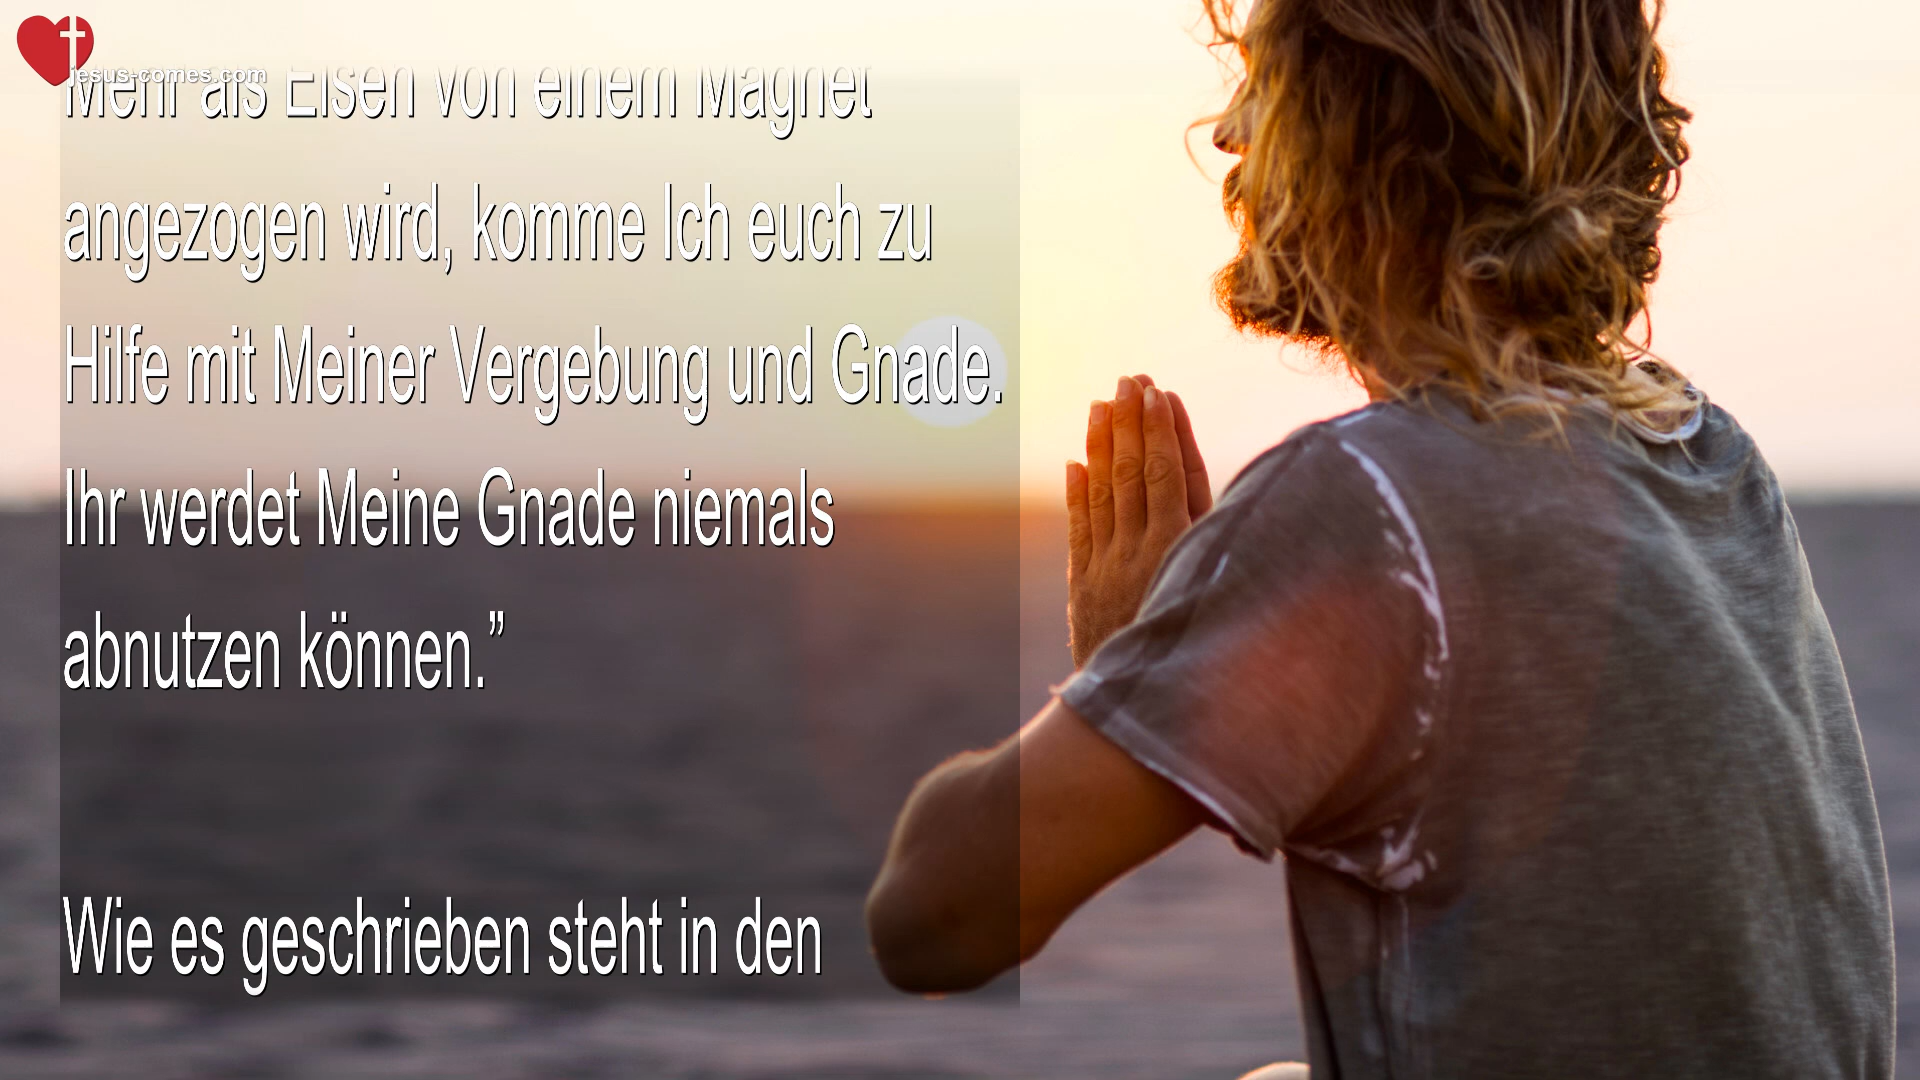 jesus-comes.com
Mehr als Eisen von einem Magnet
angezogen wird, komme Ich euch zu
Hilfe mit Meiner Vergebung und Gnade.
Ihr werdet Meine Gnade niemals
abnutzen können.”
Wie es geschrieben steht in den